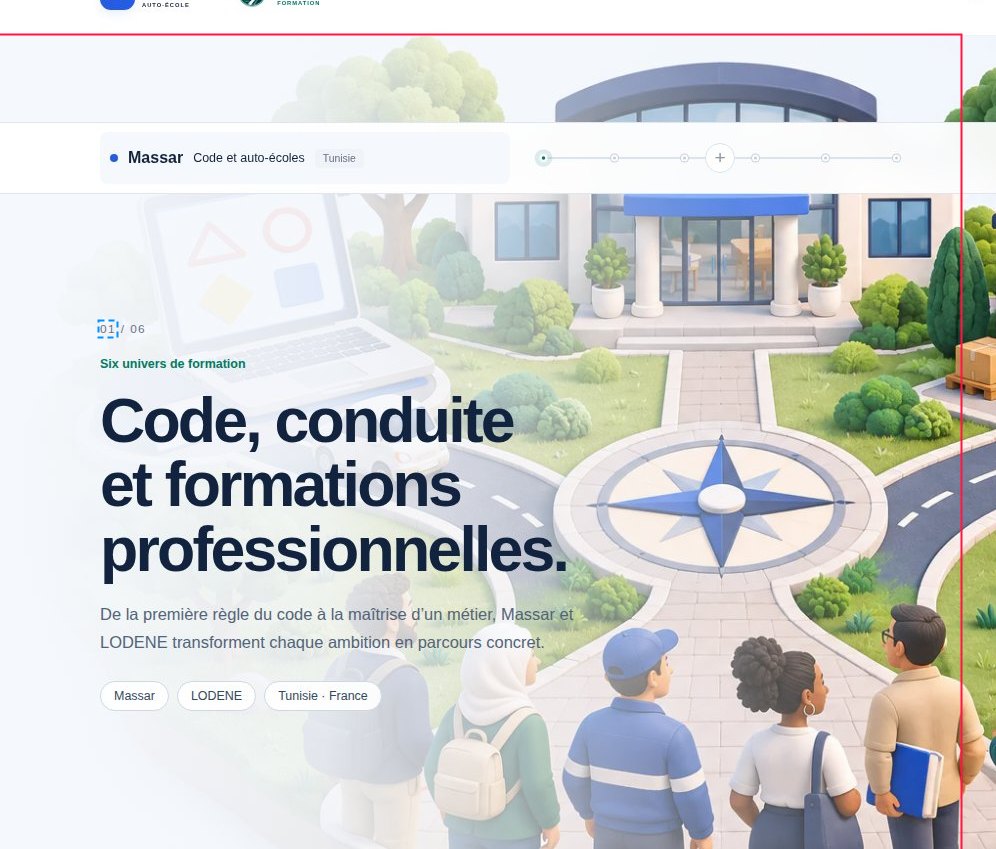 AUTO-ÉCOLE
FORMATION
Massar Code et auto-écoles Tunisie
01 / 06
Six univers de formation
Code, conduite
et formations
professionnelles.
De la première règle du code à la maîtrise d’un métier, Massar et
LODENE transforment chaque ambition en parcours concret.
Massar LODENE Tunisie · France